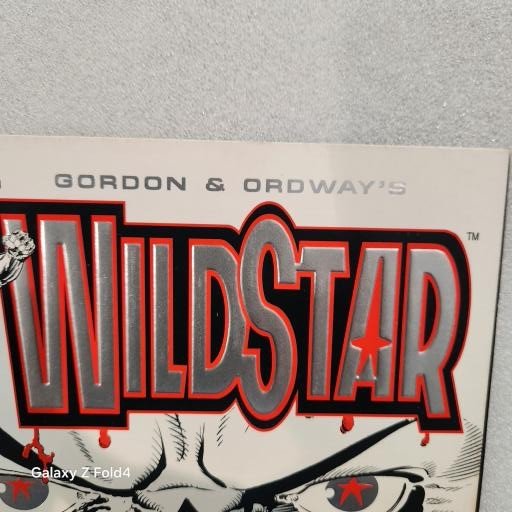 GORDON & ORDWAY'S
WILDSTAR
TM
Galaxy Z Fold4